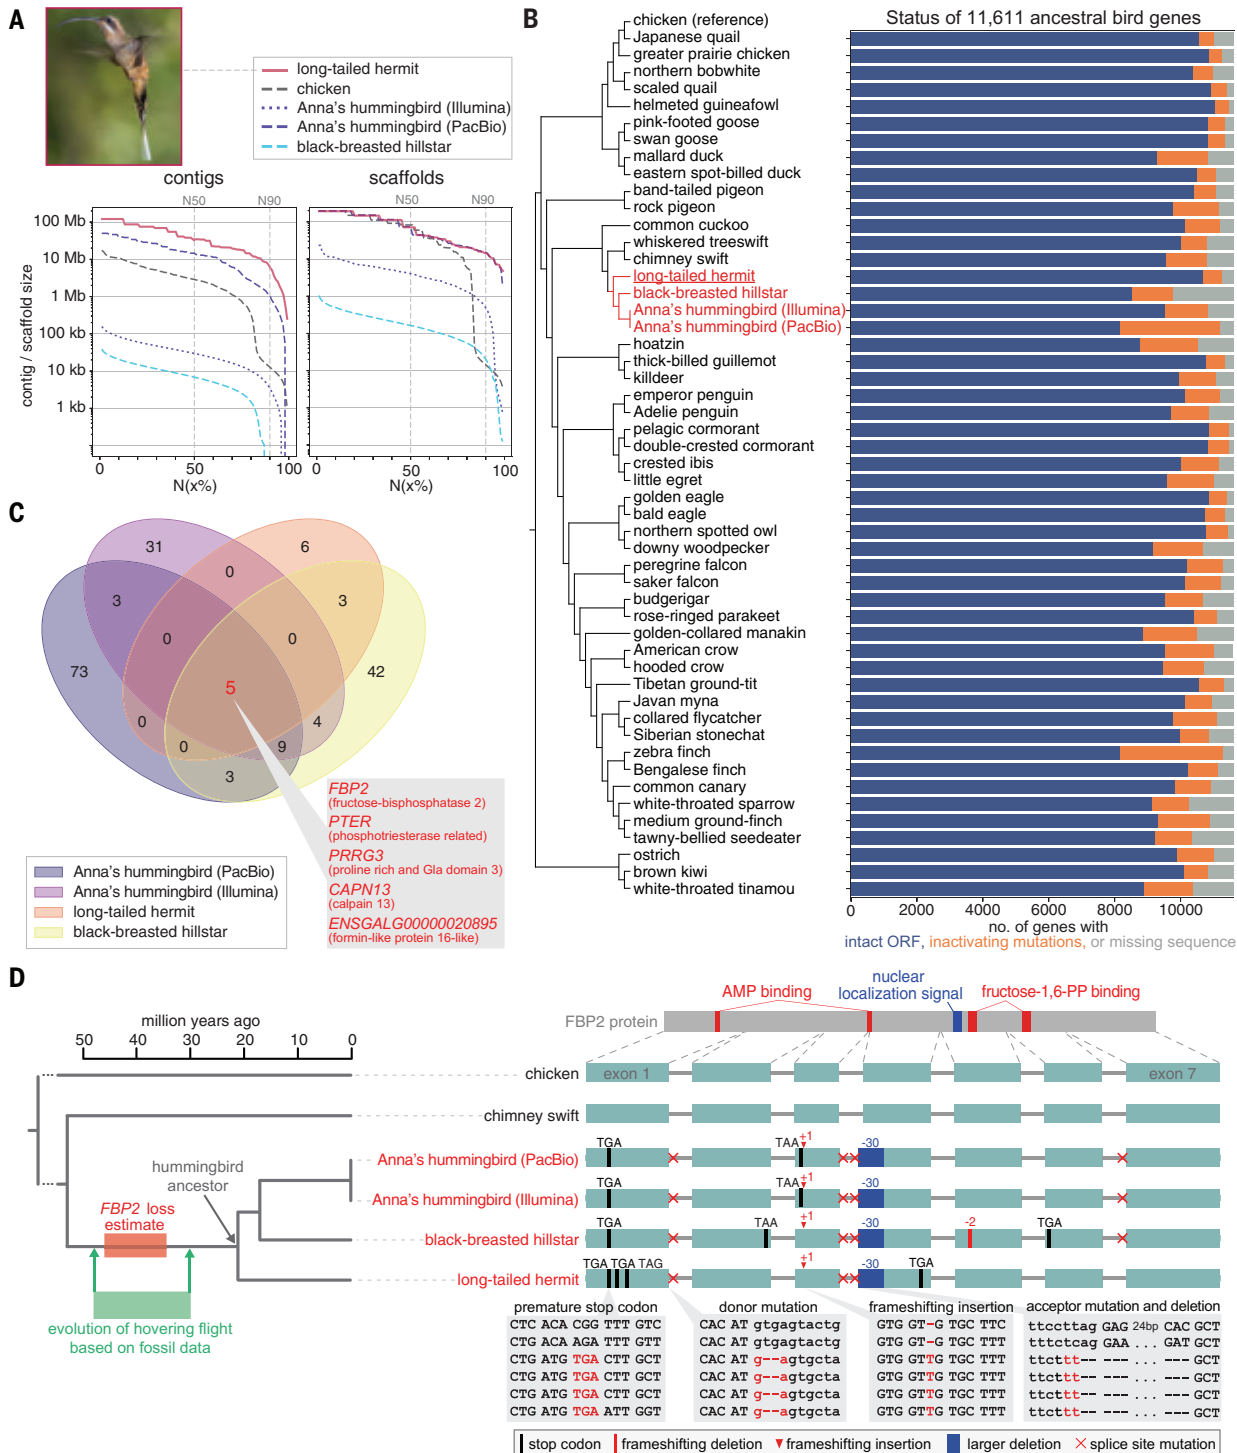 A
long-tailed hermit
chicken
Anna's hummingbird (Illumina)
Anna's hummingbird (PacBio)
black-breasted hillstar
contigs
scaffolds
N50
N90
N50
N90
contig / scaffold size
100 Mb
10 Mb
1 Mb
100 kb
10 kb
1 kb
0
50
100
0
50
100
N(x%)
N(x%)
B
Status of 11,611 ancestral bird genes
chicken (reference)
Japanese quail
greater prairie chicken
northern bobwhite
scaled quail
helmeted guineafowl
pink-footed goose
swan goose
mallard duck
eastern spot-billed duck
band-tailed pigeon
rock pigeon
common cuckoo
whiskered treeswift
chimney swift
long-tailed hermit
black-breasted hillstar
Anna's hummingbird (Illumina)
Anna's hummingbird (PacBio)
hoatzin
thick-billed guillemot
killdeer
emperor penguin
Adelie penguin
pelagic cormorant
double-crested cormorant
crested ibis
little egret
golden eagle
bald eagle
northern spotted owl
downy woodpecker
peregrine falcon
saker falcon
budgerigar
rose-ringed parakeet
golden-collared manakin
American crow
hooded crow
Tibetan ground-tit
Javan myna
collared flycatcher
Siberian stonechat
zebra finch
Bengalese finch
common canary
white-throated sparrow
medium ground-finch
tawny-bellied seedeater
ostrich
brown kiwi
white-throated tinamou
0 2000 4000 6000 8000 10000
no. of genes with
intact ORF, inactivating mutations, or missing sequence
C
31
6
0
3
3
0
0
73
42
5
0
4
0
9
3
FBP2
(fructose-bisphosphatase 2)
PTER
(phosphotriesterase related)
PRRG3
(proline rich and Gla domain 3)
CAPN13
(calpain 13)
ENSGALG00000020895
(formin-like protein 16-like)
Anna's hummingbird (PacBio)
Anna's hummingbird (Illumina)
long-tailed hermit
black-breasted hillstar
D
million years ago
50 40 30 20 10 0
hummingbird
ancestor
FBP2 loss
estimate
evolution of hovering flight
based on fossil data
AMP binding
nuclear
localization signal
fructose-1,6-PP binding
FBP2 protein
chicken
exon 1
exon 7
chimney swift
Anna's hummingbird (PacBio)
TGA
TAA
+1
-30
Anna's hummingbird (Illumina)
TGA
TAA
+1
-30
black-breasted hillstar
TGA
TAA
+1
-30
-2
TGA
long-tailed hermit
TGA TGA TAG
+1
-30
TGA
premature stop codon
CTC ACA CGG TTT GTC
CTG ACA AGA TTT GTT
CTG ATG TGA CTT GCT
CTG ATG TGA CTT GCT
CTG ATG TGA CTT GCT
CTG ATG TGA ATT GGT
donor mutation
CAC AT gtgagtactg
CAC AT gtgagtactg
CAC AT g--agtgcta
CAC AT g--agtgcta
CAC AT g--agtgcta
CAC AT g--agtgcta
frameshifting insertion
GTG GGT-G TGC TTC
GTG GGT-G TGC TTT
GTG GGTTG TGC TTT
GTG GGTTG TGC TTT
GTG GGTTG TGC TTT
GTG GGTTG TGC TTT
acceptor mutation and deletion
ttccttag GAG 24bp CAC GCT
tttctcag GAA ... GAT GCT
ttcttt-- --- ... --- GCT
ttcttt-- --- ... --- GCT
ttcttt-- --- ... --- GCT
ttcttt-- --- ... --- GCT
stop codon
frameshifting deletion
frameshifting insertion
larger deletion
splice site mutation